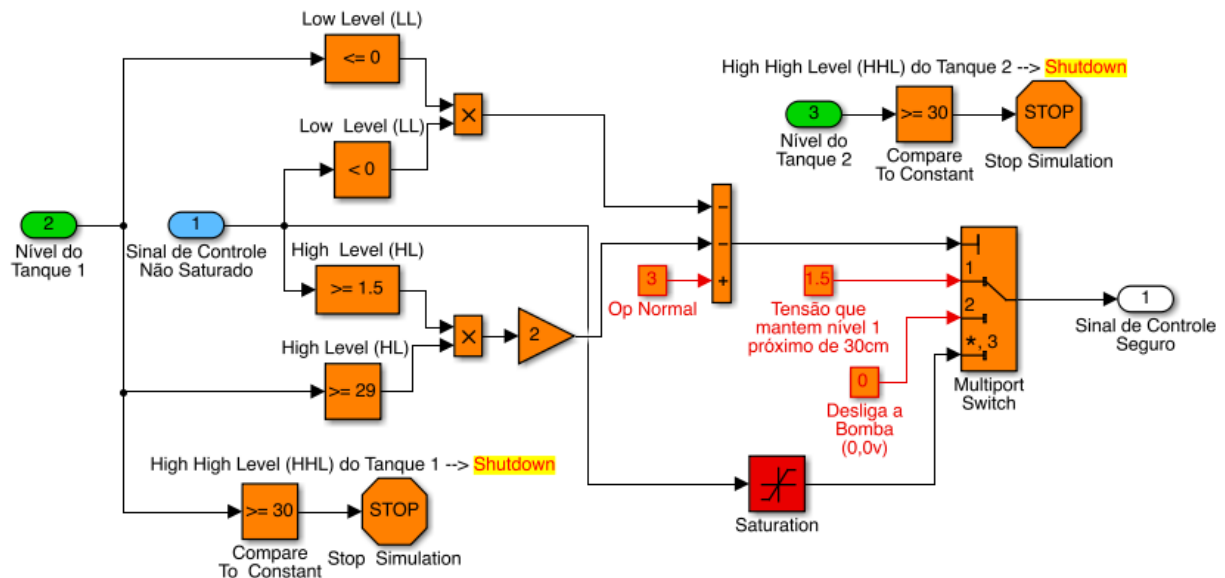 Low Level (LL)
<= 0
×
Low Level (LL)
< 0
High High Level (HHL) do Tanque 2 --> Shutdown
3
Nível do
Tanque 2
>= 30
Compare
To Constant
STOP
Stop Simulation
2
Nível do
Tanque 1
1
Sinal de Controle
Não Saturado
High Level (HL)
>= 1.5
×
2
High Level (HL)
>= 29
−
−
+
3
Op Normal
1.5
Tensão que
mantem nível 1
próximo de 30cm
0
Desliga a
Bomba
(0,0v)
1
2
*, 3
Multiport
Switch
1
Sinal de Controle
Seguro
High High Level (HHL) do Tanque 1 --> Shutdown
>= 30
Compare
To Constant
STOP
Stop Simulation
Saturation